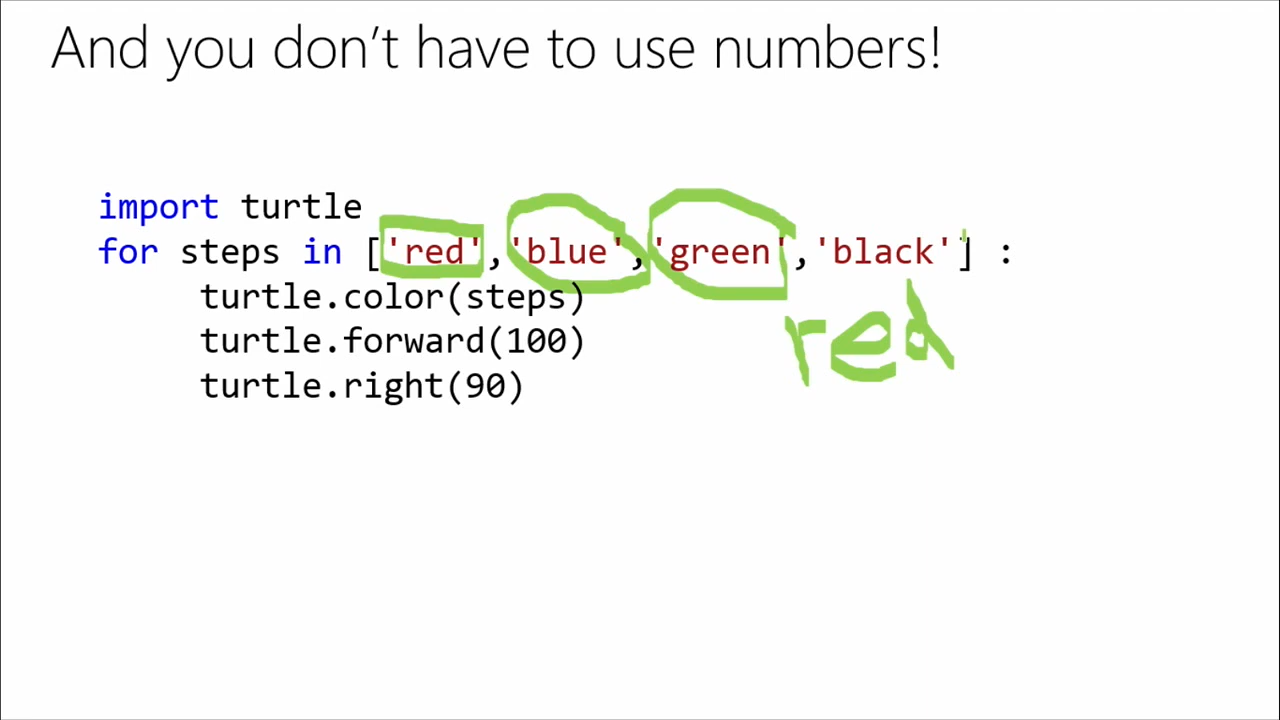 And you don't have to use numbers!
import turtle
for steps in ['red','blue','green','black'] :
    turtle.color(steps)
red
    turtle.forward(100)
    turtle.right(90)